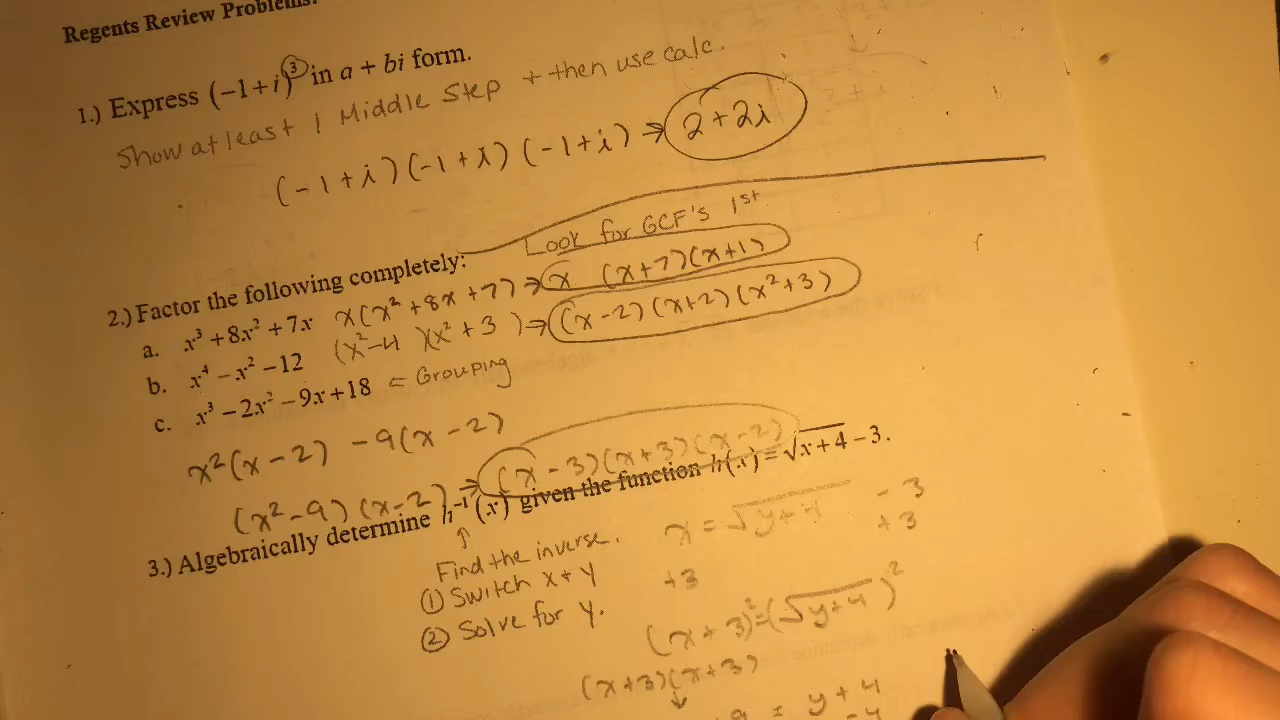 Regents Review Problems:
1.) Express (−1+i)³ in a + bi form.
Show at least 1 Middle Step + then use calc.
(-1+i)(-1+i)(-1+i) → 2+2i
Look for GCF's 1st
2.) Factor the following completely:
a. x³ + 8x² + 7x x(x² + 8x + 7) → x (x+7)(x+1)
b. x⁴ − x² − 12 (x²-4)(x²+3) → (x-2)(x+2)(x²+3)
c. x³ − 2x² − 9x + 18 = Grouping
x²(x-2) -9(x-2)
(x²-9)(x-2) → (x-3)(x+3)(x-2)
3.) Algebraically determine h⁻¹(x) given the function h(x) = √x+4 − 3.
Find the inverse. x = √y+4 - 3
① Switch x + y +3 +3
② Solve for y. (x+3)² = (√y+4)²
(x+3)(x+3)
9 = y + 4
-4